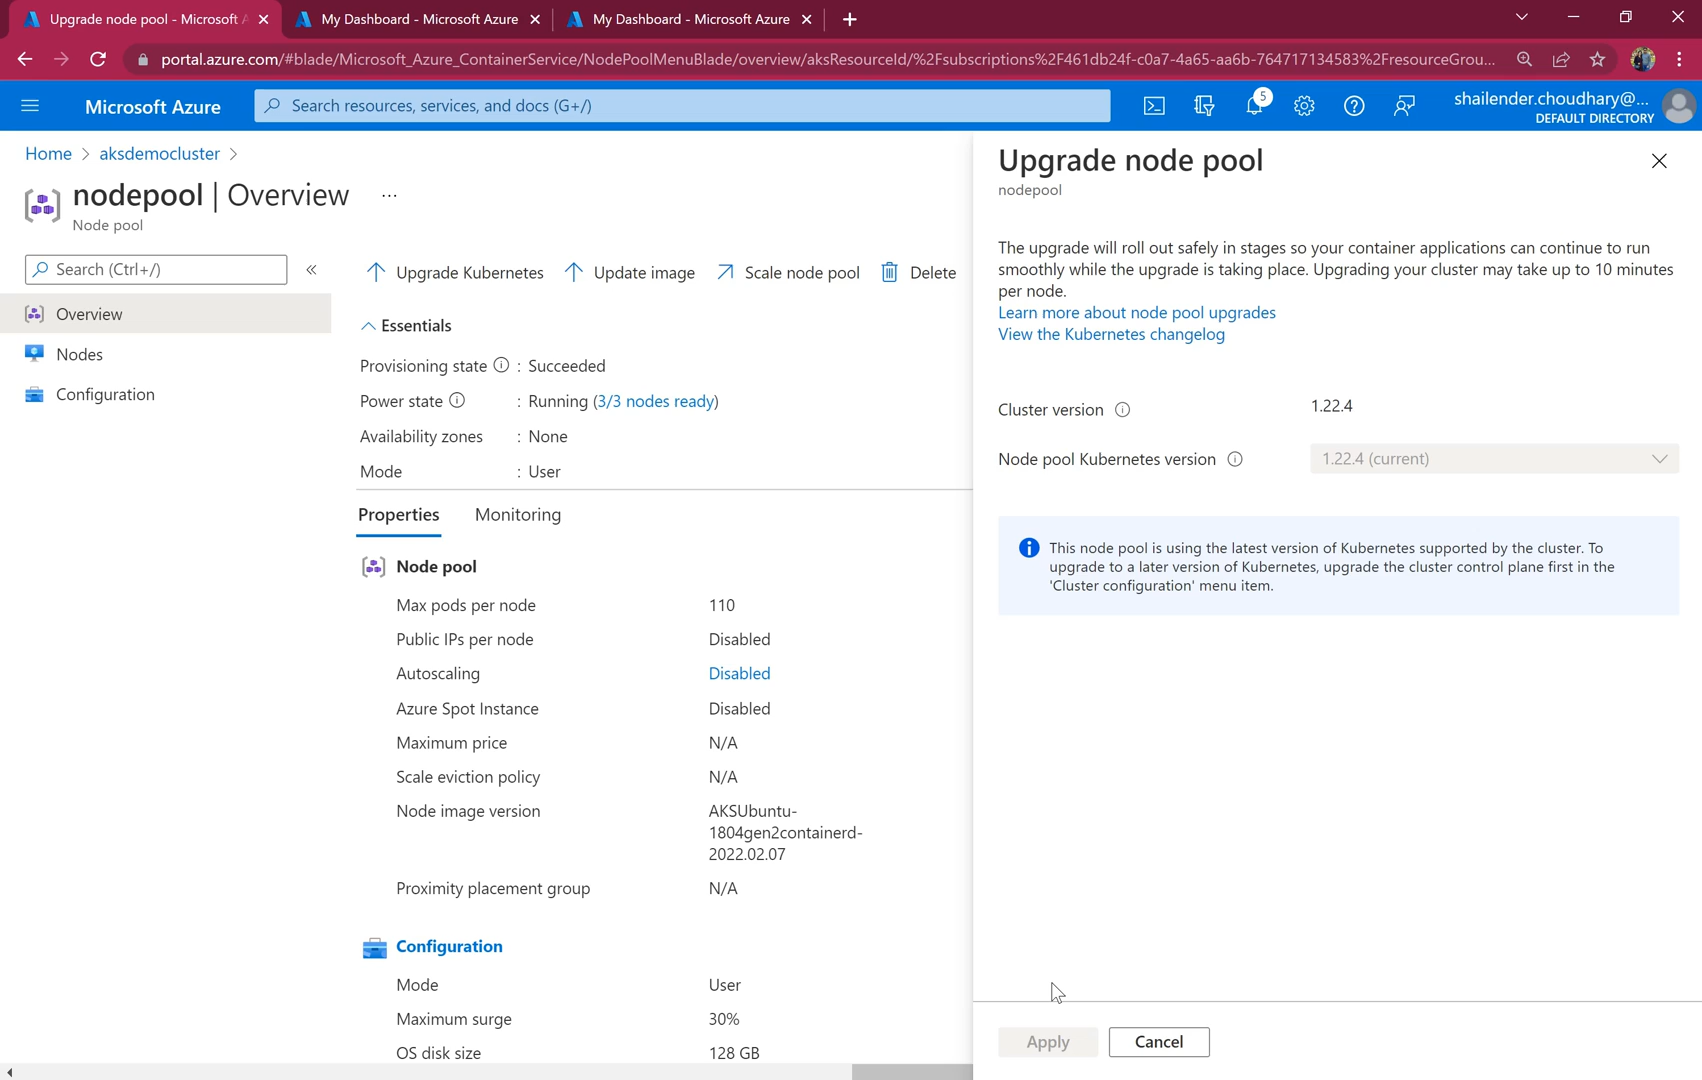 Upgrade node pool - Microsoft A
My Dashboard - Microsoft Azure
My Dashboard - Microsoft Azure
portal.azure.com/#blade/Microsoft_Azure_ContainerService/NodePoolMenuBlade/overview/aksResourceId/%2Fsubscriptions%2F461db24f-c0a7-4a65-aa6b-764717134583%2FresourceGrou...
Microsoft Azure
Search resources, services, and docs (G+/)
5
shailender.choudhary@...
DEFAULT DIRECTORY
Home > aksdemocluster >
nodepool | Overview ...
Node pool
Search (Ctrl+/)
«
Overview
Nodes
Configuration
Upgrade Kubernetes
Update image
Scale node pool
Delete
Essentials
Provisioning state : Succeeded
Power state : Running (3/3 nodes ready)
Availability zones : None
Mode : User
Properties
Monitoring
Node pool
Max pods per node 110
Public IPs per node Disabled
Autoscaling Disabled
Azure Spot Instance Disabled
Maximum price N/A
Scale eviction policy N/A
Node image version AKSUbuntu-
1804gen2containerd-
2022.02.07
Proximity placement group N/A
Configuration
Mode User
Maximum surge 30%
OS disk size 128 GB
Upgrade node pool
nodepool
The upgrade will roll out safely in stages so your container applications can continue to run
smoothly while the upgrade is taking place. Upgrading your cluster may take up to 10 minutes
per node.
Learn more about node pool upgrades
View the Kubernetes changelog
Cluster version 1.22.4
Node pool Kubernetes version 1.22.4 (current)
This node pool is using the latest version of Kubernetes supported by the cluster. To
upgrade to a later version of Kubernetes, upgrade the cluster control plane first in the
'Cluster configuration' menu item.
Apply
Cancel